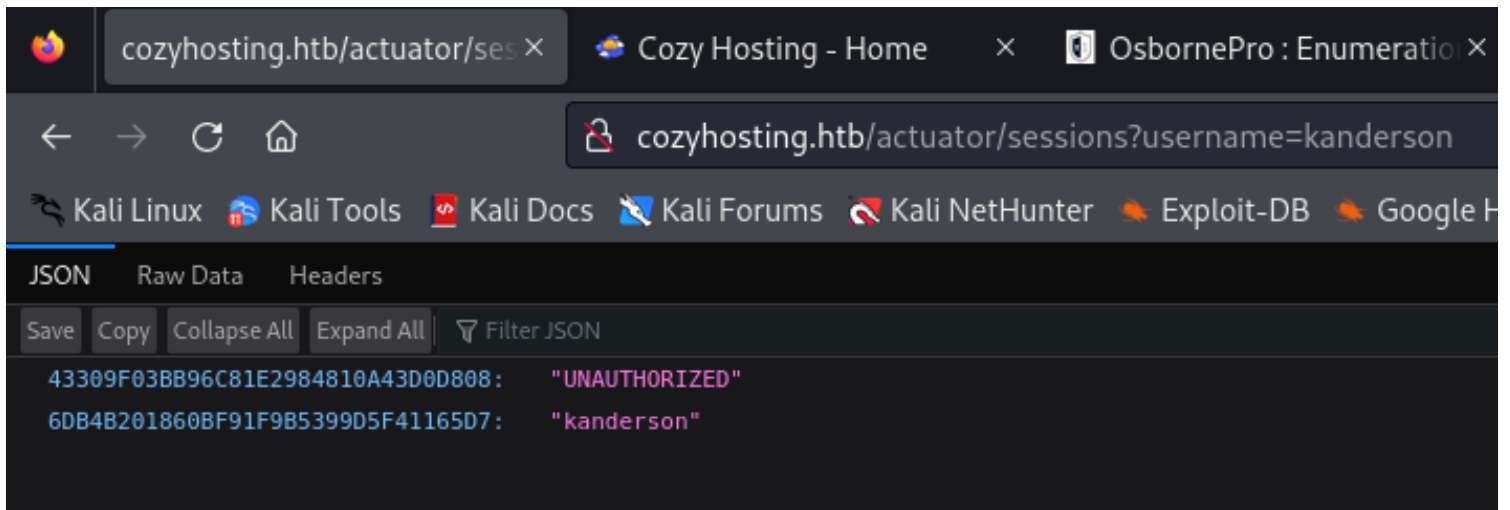 cozyhosting.htb/actuator/ses
Cozy Hosting - Home
OsbornePro : Enumeratio
cozyhosting.htb/actuator/sessions?username=kanderson
Kali Linux Kali Tools Kali Docs Kali Forums Kali NetHunter Exploit-DB Google H
JSON Raw Data Headers
Save Copy Collapse All Expand All Filter JSON
43309F03BB96C81E2984810A43D0D808: "UNAUTHORIZED"
6DB4B201860BF91F9B5399D5F41165D7: "kanderson"